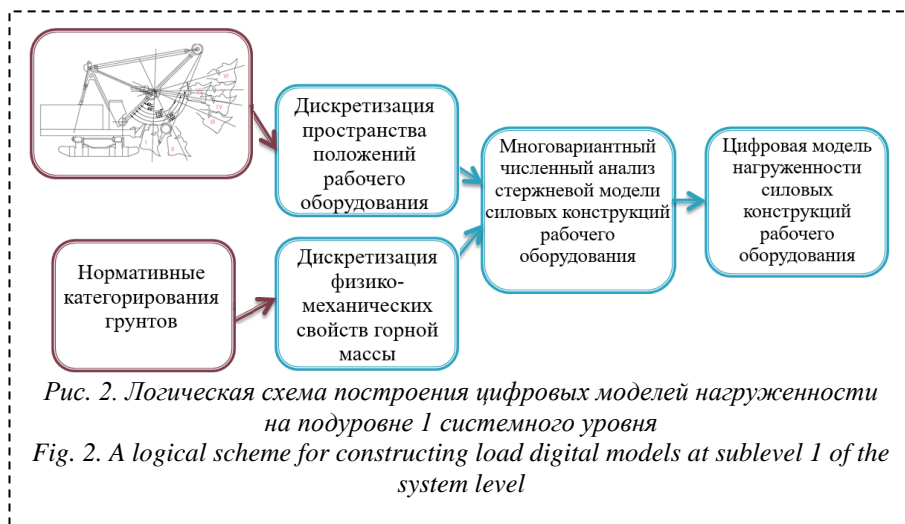 Дискретизация
пространства
положений
рабочего
оборудования
Нормативные
категорирования
грунтов
Дискретизация
физико-
механических
свойств горной
массы
Многовариантный
численный анализ
стержневой модели
силовых конструкций
рабочего
оборудования
Цифровая модель
нагруженности
силовых
конструкций
рабочего
оборудования
Рис. 2. Логическая схема построения цифровых моделей нагруженности
на подуровне 1 системного уровня
Fig. 2. A logical scheme for constructing load digital models at sublevel 1 of the
system level